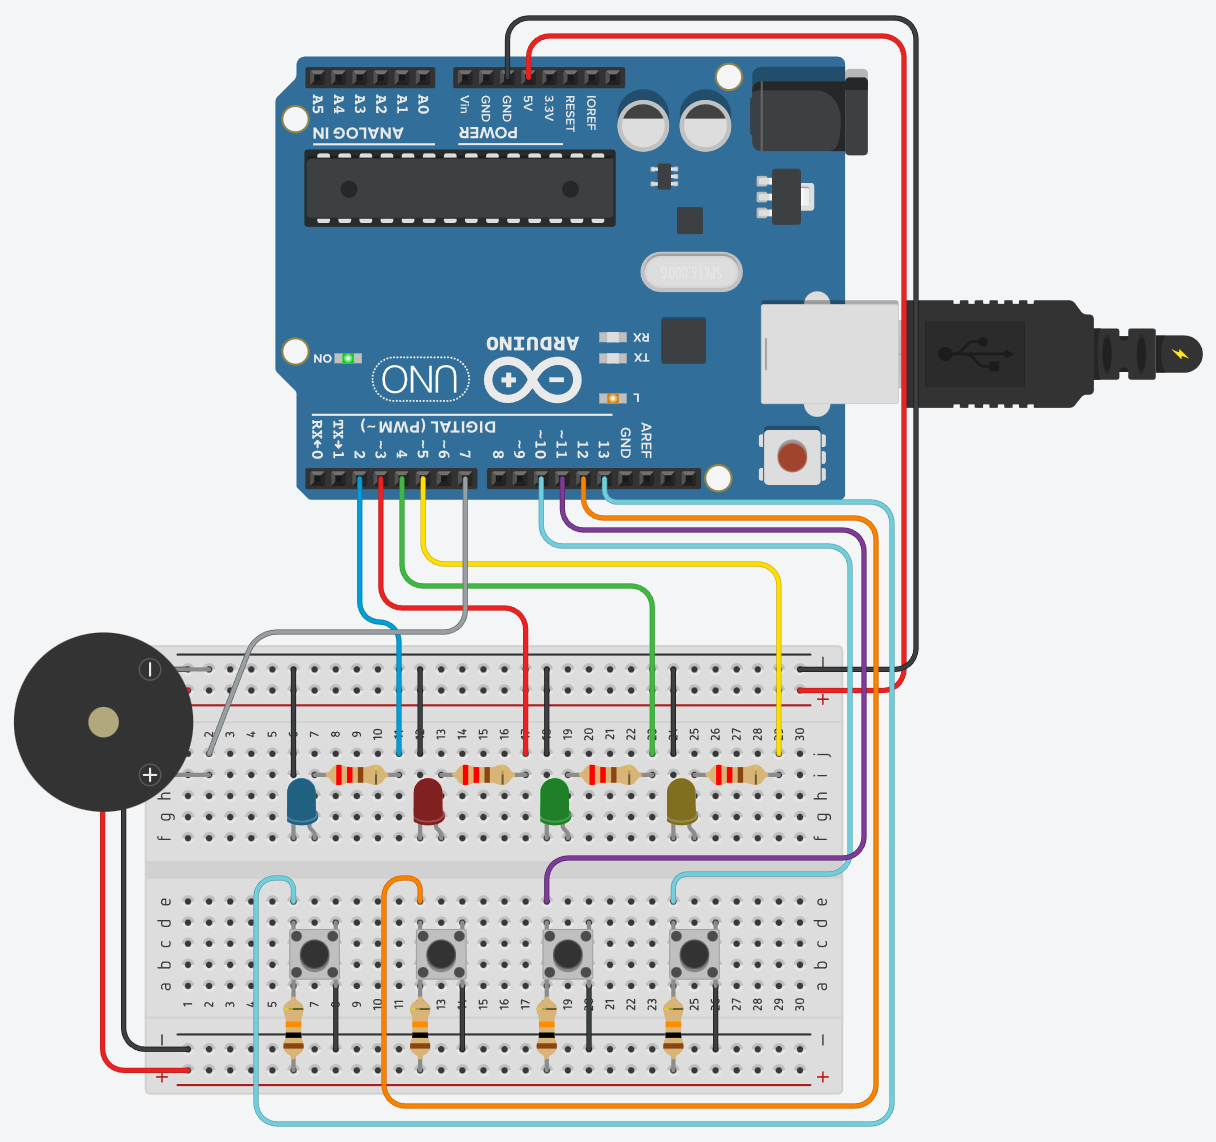 A5 A4 A3 A2 A1 A0 Vin GND GND 5V 3.3V RESET IOREF
ANALOG IN POWER
SPK16.000G
ARDUINO
RX
TX
ON
UNO
L
DIGITAL (PWM~)
RX←0 TX→1 2 ~3 4 ~5 ~6 7 8 ~9 ~10 ~11 12 13 GND AREF
− −
+
2 3 4 5 6 7 8 9 10 11 12 13 14 15 16 17 18 19 20 21 22 23 24 25 26 27 28 29 30
j
+ i
h h
g g
f f
e e
d d
c c
b b
a a
1 2 3 4 5 6 7 8 9 10 11 12 13 14 15 16 17 18 19 20 21 22 23 24 25 26 27 28 29 30
− −
+ +